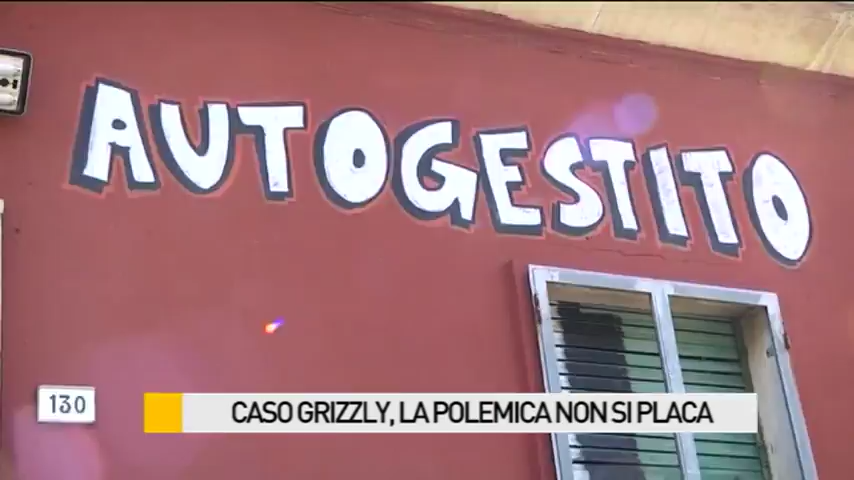 AUTOGESTITO
130
CASO GRIZZLY, LA POLEMICA NON SI PLACA